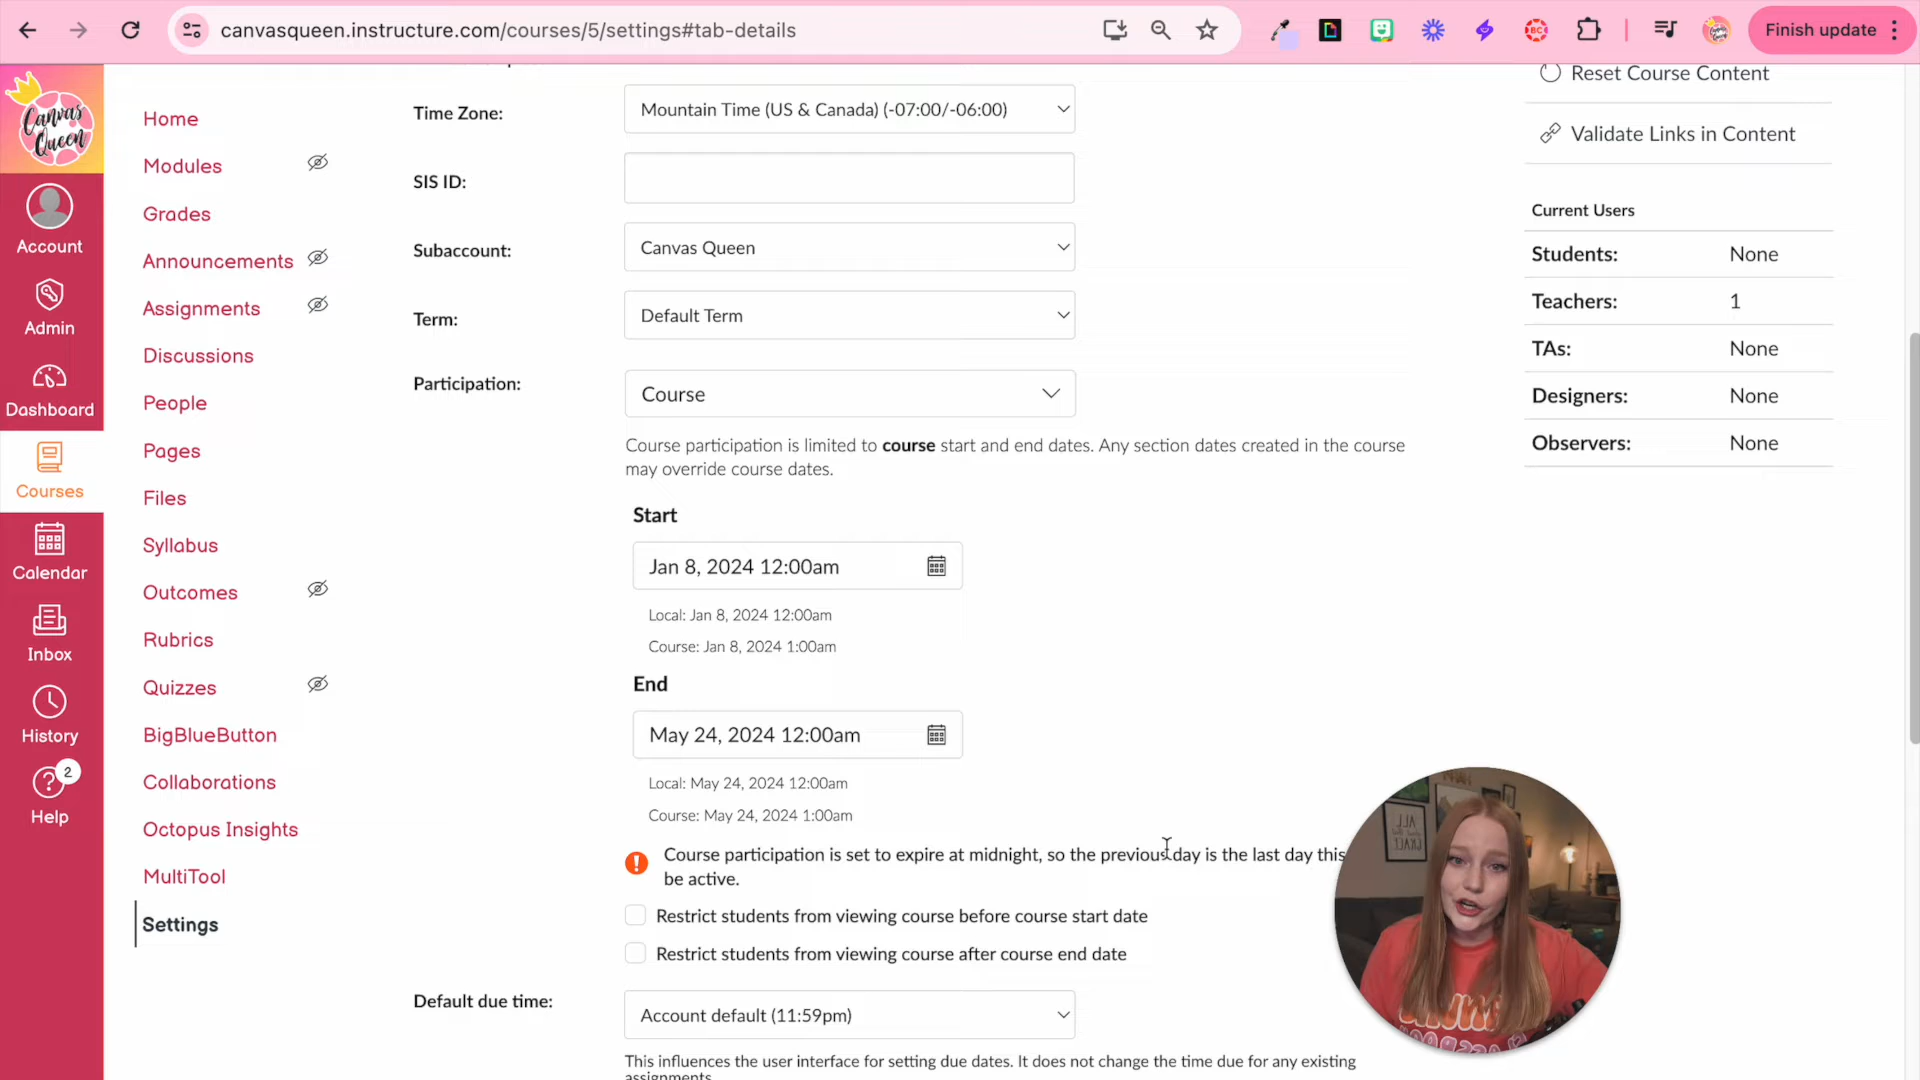 canvasqueen.instructure.com/courses/5/settings#tab-details
Finish update
Canvas
Queen
Account
Admin
Dashboard
Courses
Calendar
Inbox
History
2
Help
Home
Modules
Grades
Announcements
Assignments
Discussions
People
Pages
Files
Syllabus
Outcomes
Rubrics
Quizzes
BigBlueButton
Collaborations
Octopus Insights
MultiTool
Settings
Time Zone:
Mountain Time (US & Canada) (-07:00/-06:00)
SIS ID:
Subaccount:
Canvas Queen
Term:
Default Term
Participation:
Course
Course participation is limited to course start and end dates. Any section dates created in the course
may override course dates.
Start
Jan 8, 2024 12:00am
Local: Jan 8, 2024 12:00am
Course: Jan 8, 2024 1:00am
End
May 24, 2024 12:00am
Local: May 24, 2024 12:00am
Course: May 24, 2024 1:00am
Course participation is set to expire at midnight, so the previous day is the last day this
be active.
Restrict students from viewing course before course start date
Restrict students from viewing course after course end date
Default due time:
Account default (11:59pm)
This influences the user interface for setting due dates. It does not change the time due for any existing
assignments.
Reset Course Content
Validate Links in Content
Current Users
Students: None
Teachers: 1
TAs: None
Designers: None
Observers: None